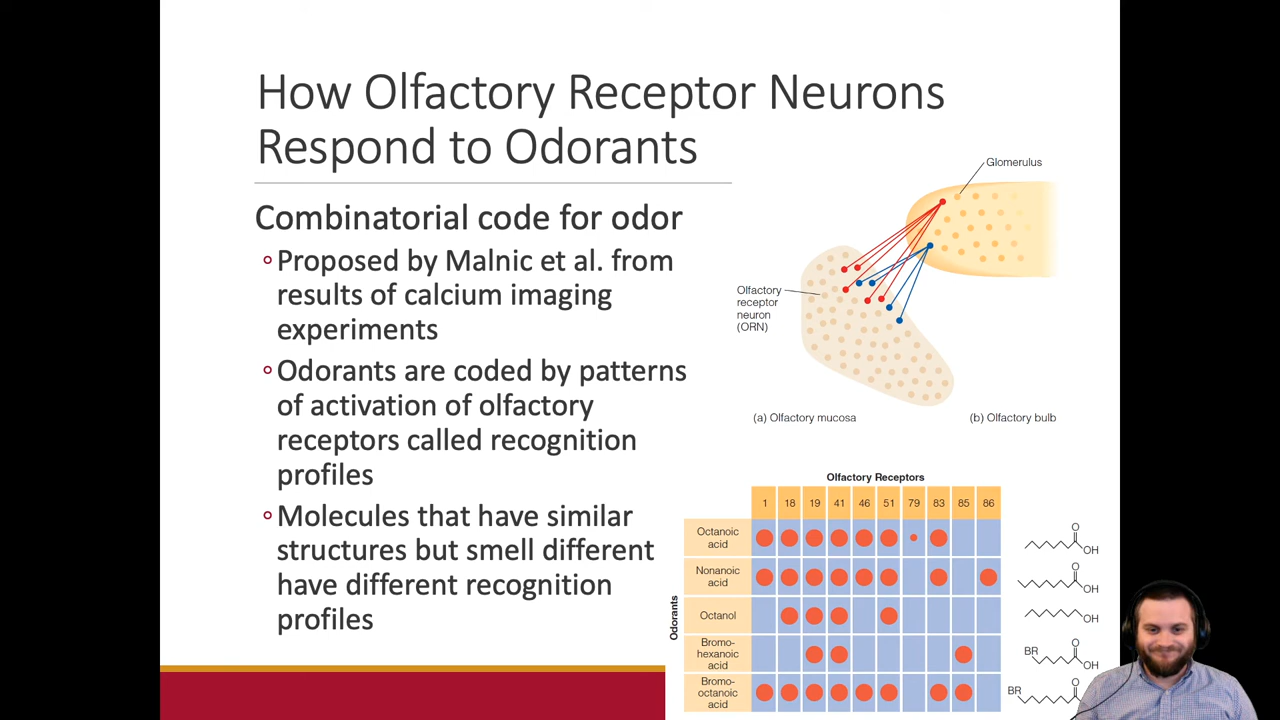 How Olfactory Receptor Neurons
Respond to Odorants
Combinatorial code for odor
Proposed by Malnic et al. from
results of calcium imaging
experiments
Odorants are coded by patterns
of activation of olfactory
receptors called recognition
profiles
Molecules that have similar
structures but smell different
have different recognition
profiles
Glomerulus
Olfactory
receptor
neuron
(ORN)
(a) Olfactory mucosa
(b) Olfactory bulb
Olfactory Receptors
1 18 19 41 46 51 79 83 85 86
Odorants
Octanoic
acid
O
OH
Nonanoic
acid
O
OH
Octanol
OH
Bromo-
hexanoic
acid
BR
O
OH
Bromo-
octanoic
acid
BR
O